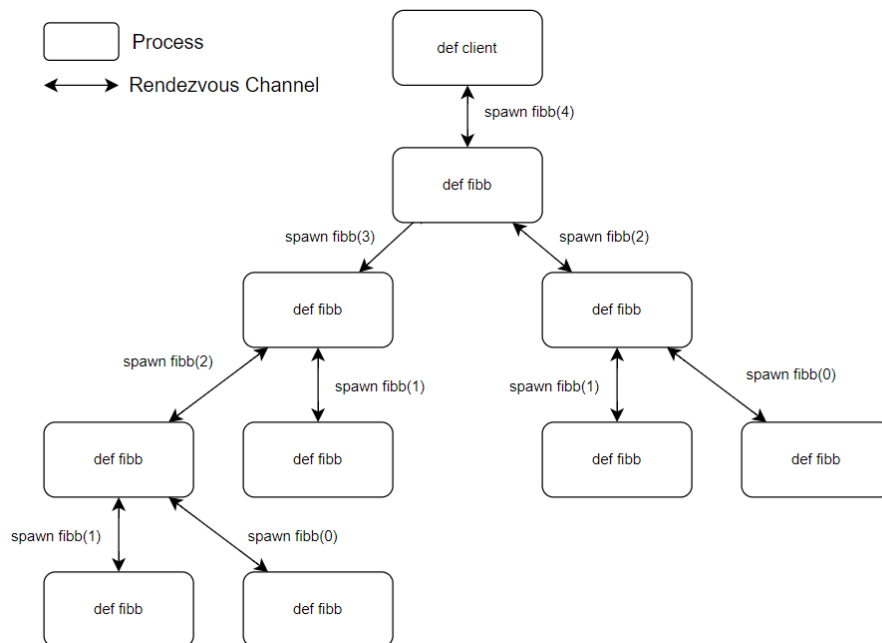 Process
Rendezvous Channel
def client
spawn fibb(4)
def fibb
spawn fibb(3)
spawn fibb(2)
def fibb
def fibb
spawn fibb(2)
spawn fibb(1)
spawn fibb(1)
spawn fibb(0)
def fibb
def fibb
def fibb
def fibb
spawn fibb(1)
spawn fibb(0)
def fibb
def fibb